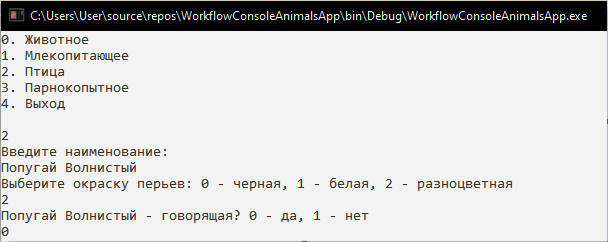 C:\Users\User\source\repos\WorkflowConsoleAnimalsApp\bin\Debug\WorkflowConsoleAnimalsApp.exe
0. Животное
1. Млекопитающее
2. Птица
3. Парнокопытное
4. Выход
2
Введите наименование:
Попугай Волнистый
Выберите окраску перьев: 0 - черная, 1 - белая, 2 - разноцветная
2
Попугай Волнистый - говорящая? 0 - да, 1 - нет
0